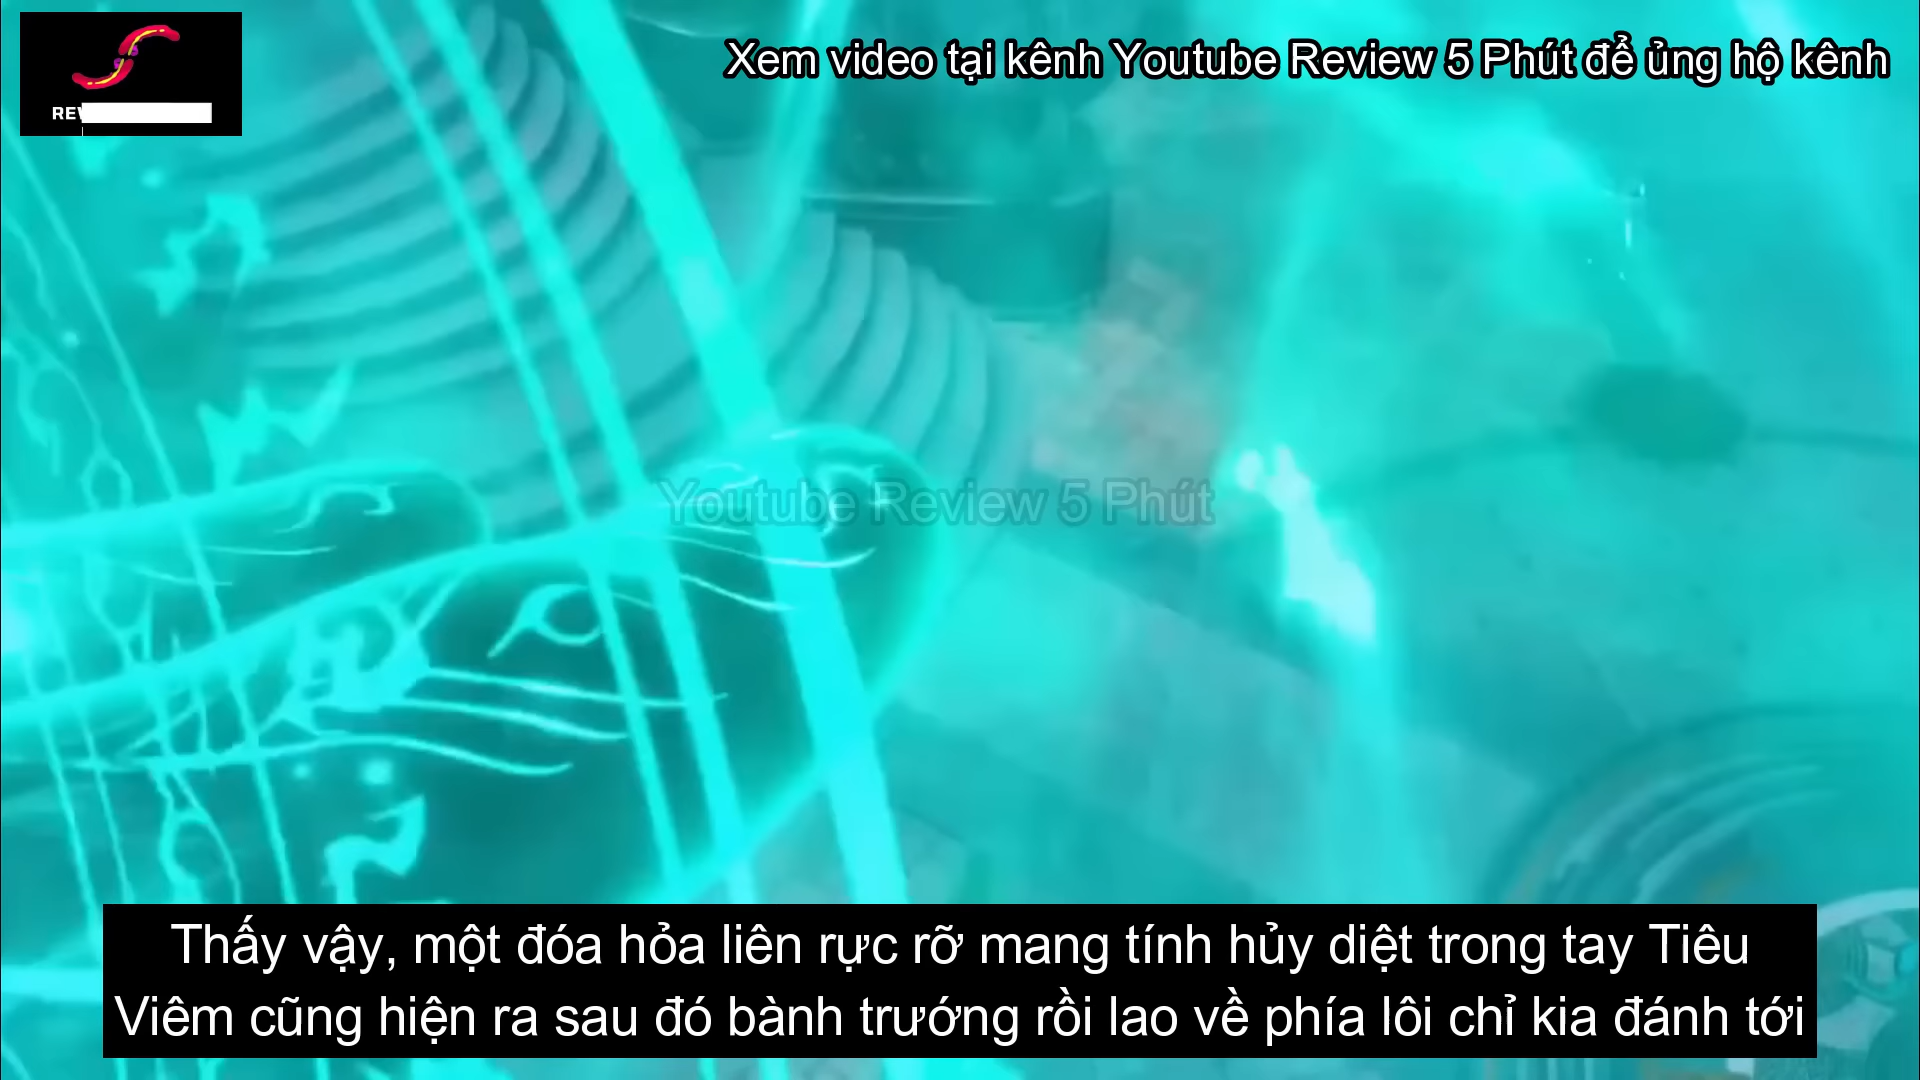 Xem video tại kênh Youtube Review 5 Phút để ủng hộ kênh
Youtube Review 5 Phút
Thấy vậy, một đóa hỏa liên rực rỡ mang tính hủy diệt trong tay Tiêu
Viêm cũng hiện ra sau đó bành trướng rồi lao về phía lôi chỉ kia đánh tới